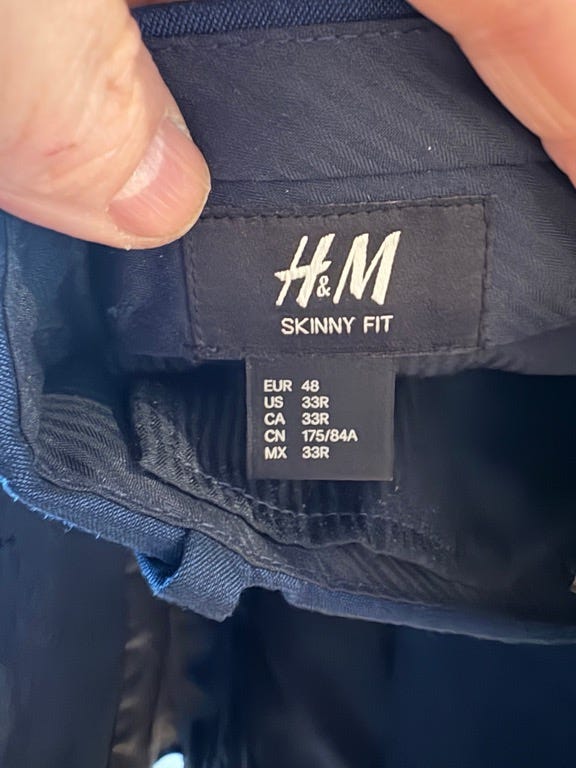 H&M
SKINNY FIT
EUR 48
US 33R
CA 33R
CN 175/84A
MX 33R